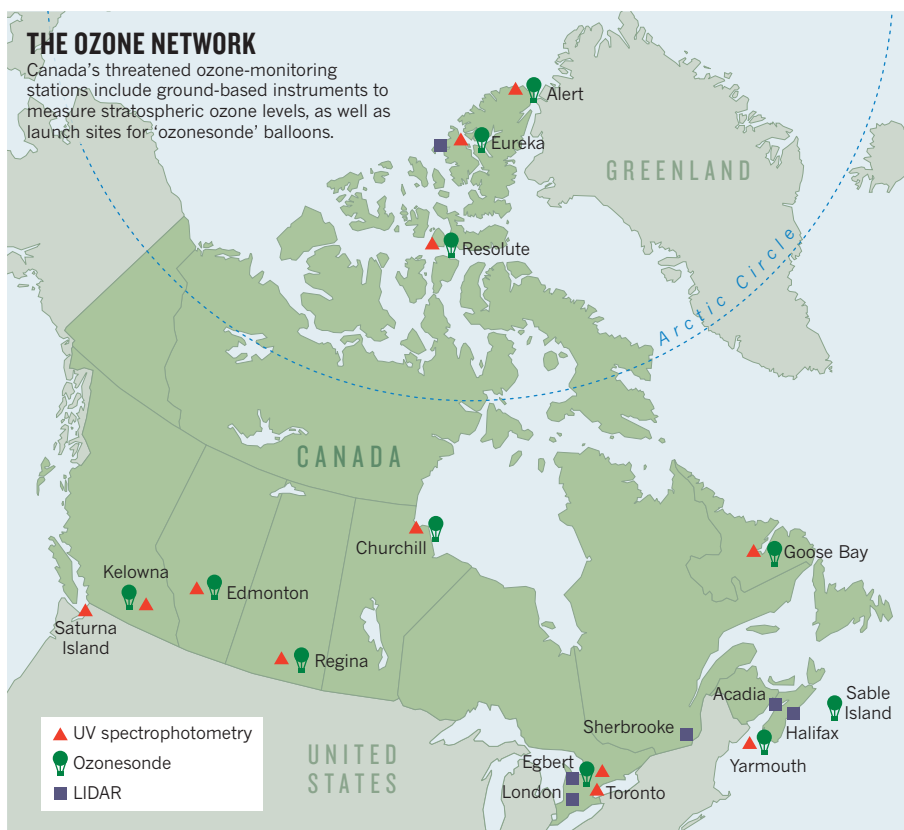 THE OZONE NETWORK
Canada's threatened ozone-monitoring
stations include ground-based instruments to
measure stratospheric ozone levels, as well as
launch sites for 'ozonesonde' balloons.
Alert
Eureka
GREENLAND
Resolute
Arctic Circle
CANADA
Churchill
Goose Bay
Kelowna
Edmonton
Saturna
Island
Regina
Acadia
Sable
Island
Sherbrooke
Halifax
Yarmouth
Egbert
London
Toronto
UNITED
STATES
UV spectrophotometry
Ozonesonde
LIDAR